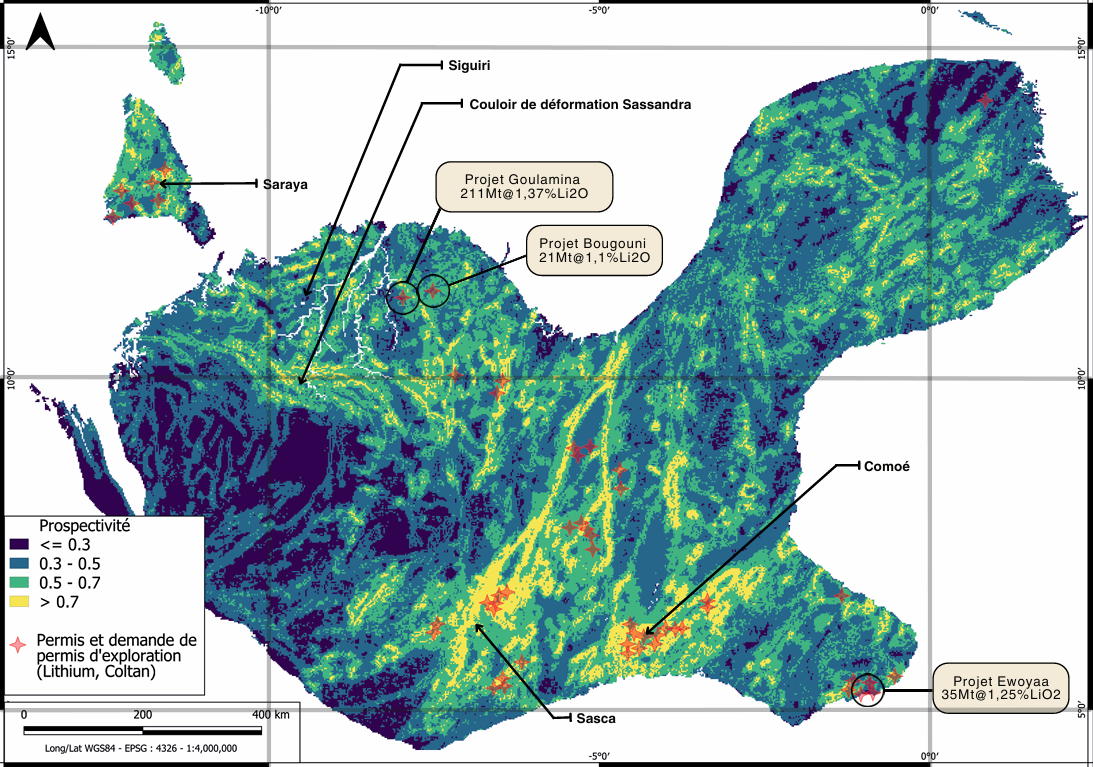 -10°0' -5°0' 0°0'
15°0' 15°0'
Siguiri
Couloir de déformation Sassandra
Saraya
Projet Goulamina
211Mt@1,37%Li2O
Projet Bougouni
21Mt@1,1%Li2O
10°0' 10°0'
Comoé
Prospectivité
<= 0.3
0.3 - 0.5
0.5 - 0.7
> 0.7
Permis et demande de
permis d'exploration
(Lithium, Coltan)
Projet Ewoyaa
35Mt@1,25%LiO2
Sasca
5°0'
0 200 400 km
Long/Lat WGS84 - EPSG : 4326 - 1:4,000,000
-5°0' 0°0'